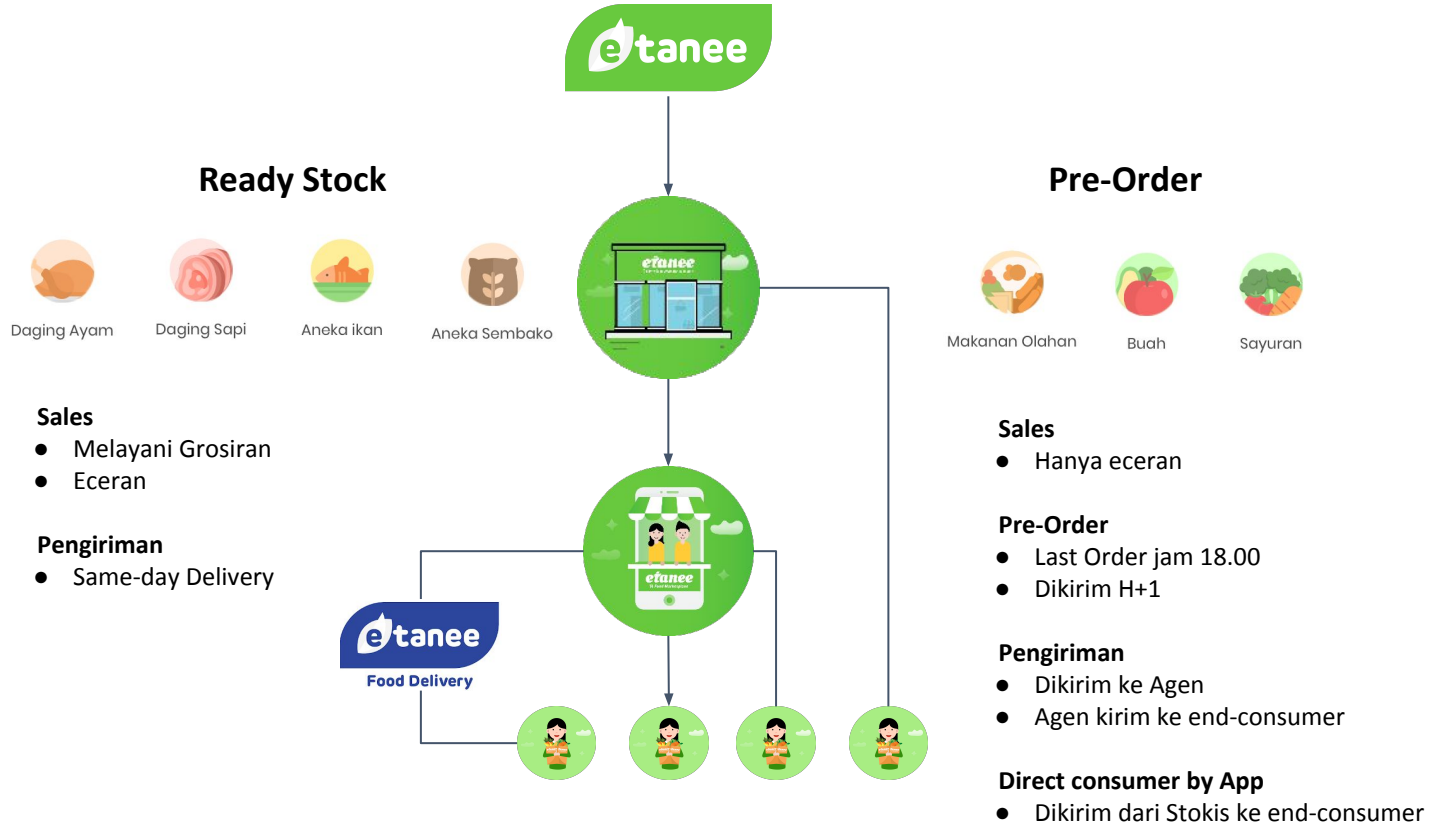 etanee
Ready Stock
Daging Ayam
Daging Sapi
Aneka ikan
Aneka Sembako
Sales
● Melayani Grosiran
● Eceran
Pengiriman
● Same-day Delivery
etanee
etanee
etanee
Food Delivery
Pre-Order
Makanan Olahan
Buah
Sayuran
Sales
● Hanya eceran
Pre-Order
● Last Order jam 18.00
● Dikirim H+1
Pengiriman
● Dikirim ke Agen
● Agen kirim ke end-consumer
Direct consumer by App
● Dikirim dari Stokis ke end-consumer